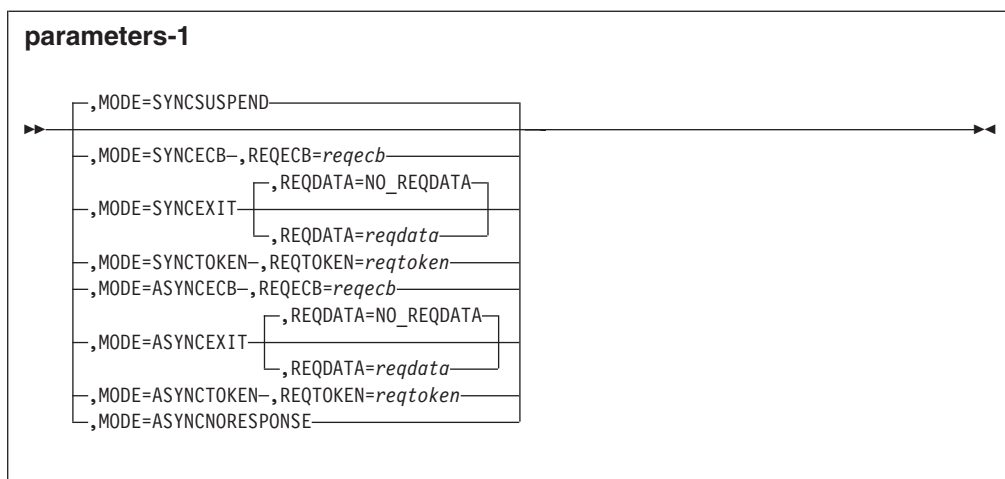 parameters-1
,MODE=SYNCSUSPEND
,MODE=SYNCECB ,REQECB=reqecb
,REQDATA=NO_REQDATA
,MODE=SYNCEXIT
,REQDATA=reqdata
,MODE=SYNCTOKEN ,REQTOKEN=reqtoken
,MODE=ASYNCECB ,REQECB=reqecb
,REQDATA=NO_REQDATA
,MODE=ASYNCEXIT
,REQDATA=reqdata
,MODE=ASYNCTOKEN ,REQTOKEN=reqtoken
,MODE=ASYNCNORESPONSE